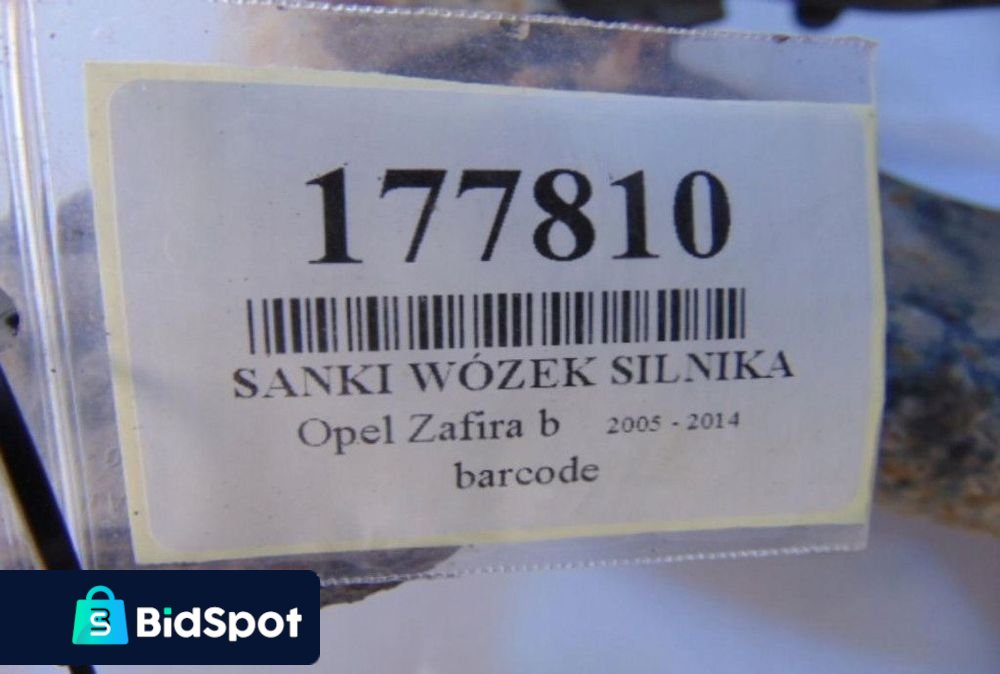 177810
SANKI WÓZEK SILNIKA
Opel Zafira b 2005 - 2014
barcode
BidSpot